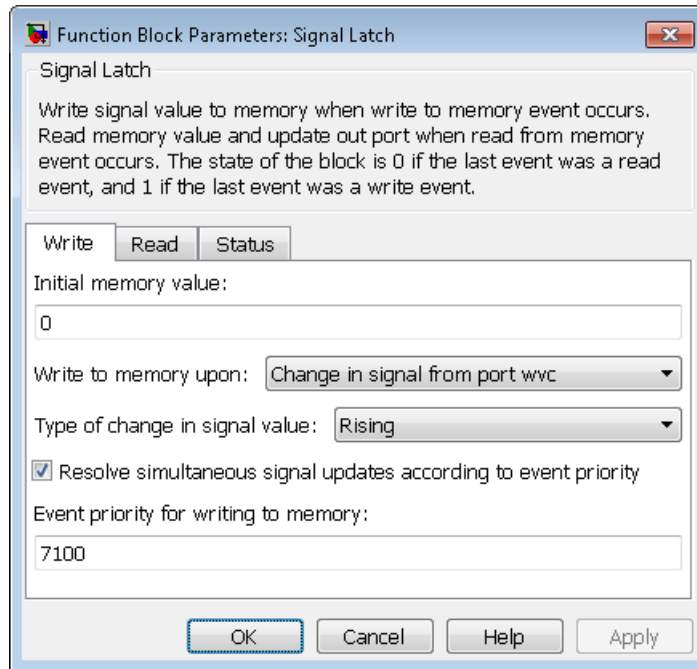 Function Block Parameters: Signal Latch
Signal Latch
Write signal value to memory when write to memory event occurs.
Read memory value and update out port when read from memory
event occurs. The state of the block is 0 if the last event was a read
event, and 1 if the last event was a write event.
Write Read Status
Initial memory value:
0
Write to memory upon: Change in signal from port wvc
Type of change in signal value: Rising
Resolve simultaneous signal updates according to event priority
Event priority for writing to memory:
7100
OK Cancel Help Apply